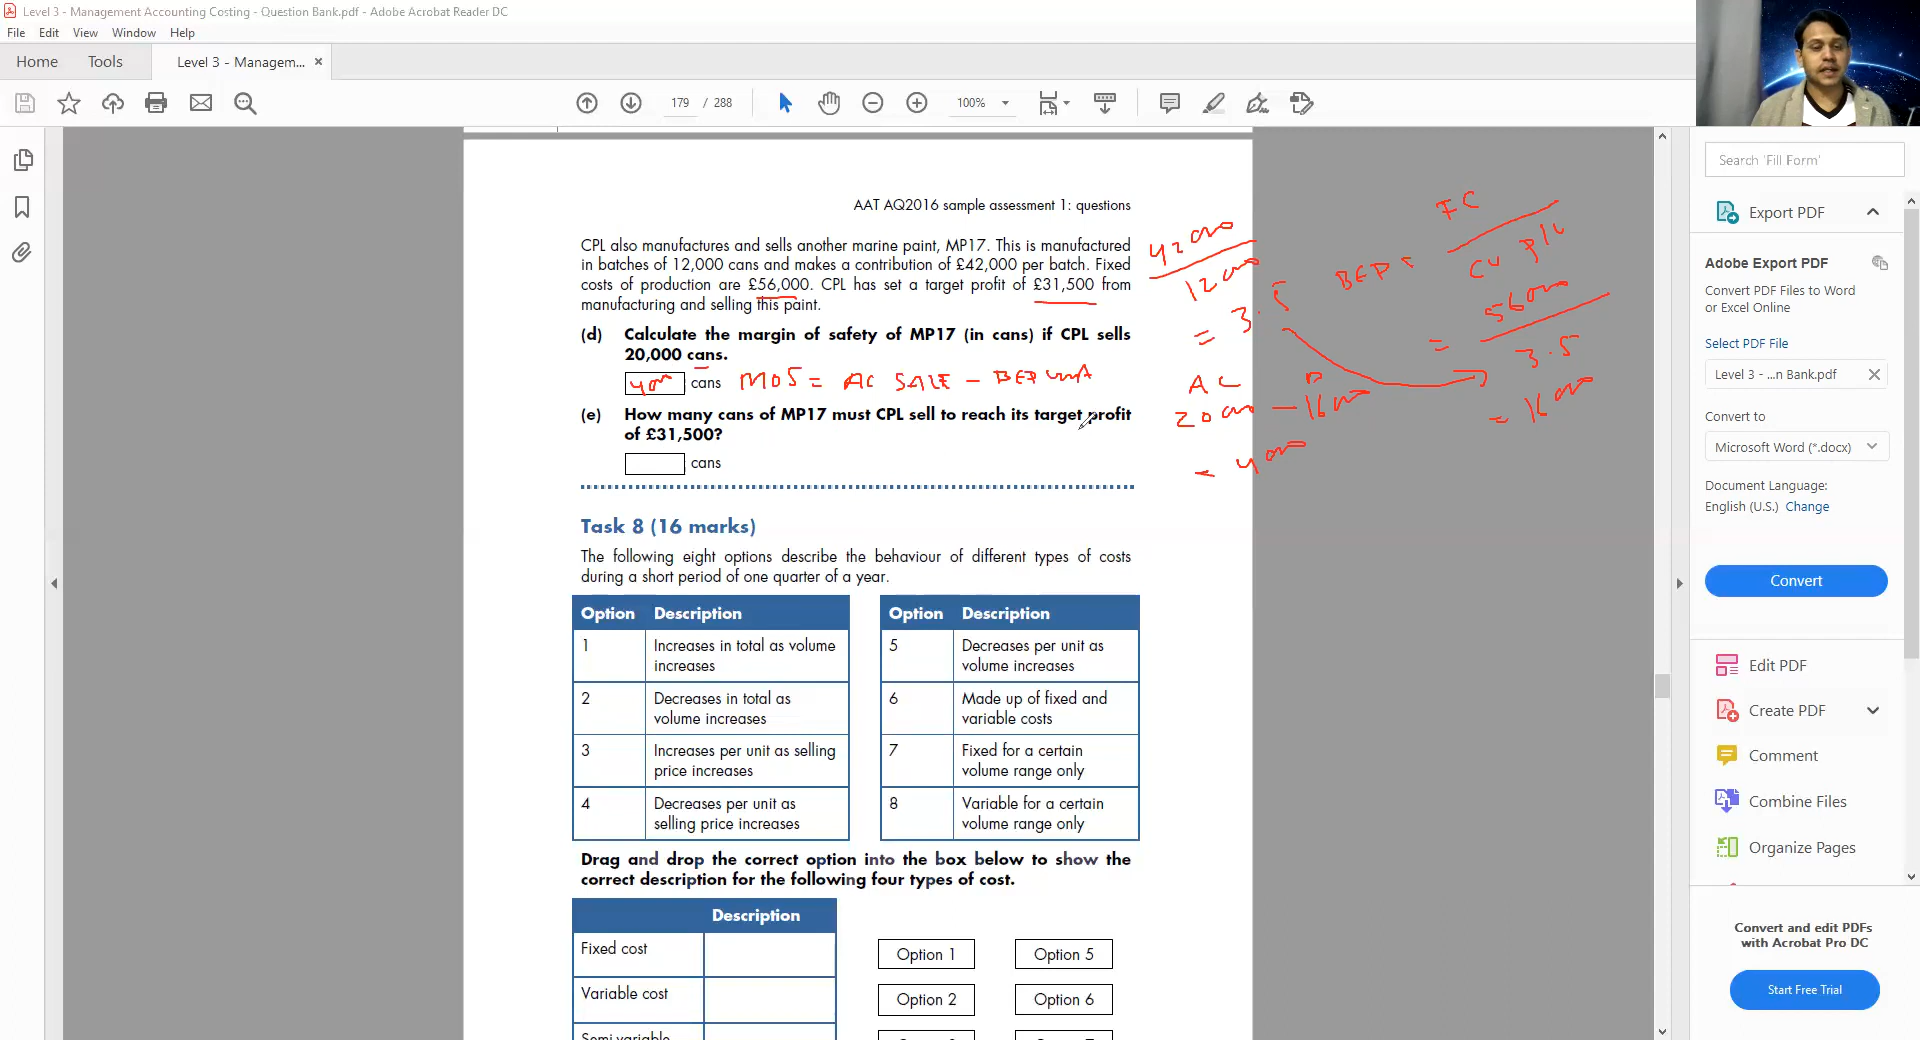 Level 3 - Management Accounting Costing - Question Bank.pdf - Adobe Acrobat Reader DC
File Edit View Window Help
Home Tools Level 3 - Managem... ×
179 / 288 100%
AAT AQ2016 sample assessment 1: questions
CPL also manufactures and sells another marine paint, MP17. This is manufactured
in batches of 12,000 cans and makes a contribution of £42,000 per batch. Fixed
costs of production are £56,000. CPL has set a target profit of £31,500 from
manufacturing and selling this paint.
(d) Calculate the margin of safety of MP17 (in cans) if CPL sells
20,000 cans.
cans MOS = AC SALE - BEP unit
(e) How many cans of MP17 must CPL sell to reach its target profit
of £31,500?
cans
= 3.5
BEP =
FC
= 3.5
AC
Task 8 (16 marks)
The following eight options describe the behaviour of different types of costs
during a short period of one quarter of a year.
Option Description
1 Increases in total as volume
increases
2 Decreases in total as
volume increases
3 Increases per unit as selling
price increases
4 Decreases per unit as
selling price increases
Option Description
5 Decreases per unit as
volume increases
6 Made up of fixed and
variable costs
7 Fixed for a certain
volume range only
8 Variable for a certain
volume range only
Drag and drop the correct option into the box below to show the
correct description for the following four types of cost.
Description
Fixed cost
Variable cost
Option 1 Option 5
Option 2 Option 6
Search 'Fill Form'
Export PDF
Adobe Export PDF
Convert PDF Files to Word
or Excel Online
Select PDF File
Level 3 - ...n Bank.pdf
Convert to
Microsoft Word (*.docx)
Document Language:
English (U.S.) Change
Convert
Edit PDF
Create PDF
Comment
Combine Files
Organize Pages
Convert and edit PDFs
with Acrobat Pro DC
Start Free Trial